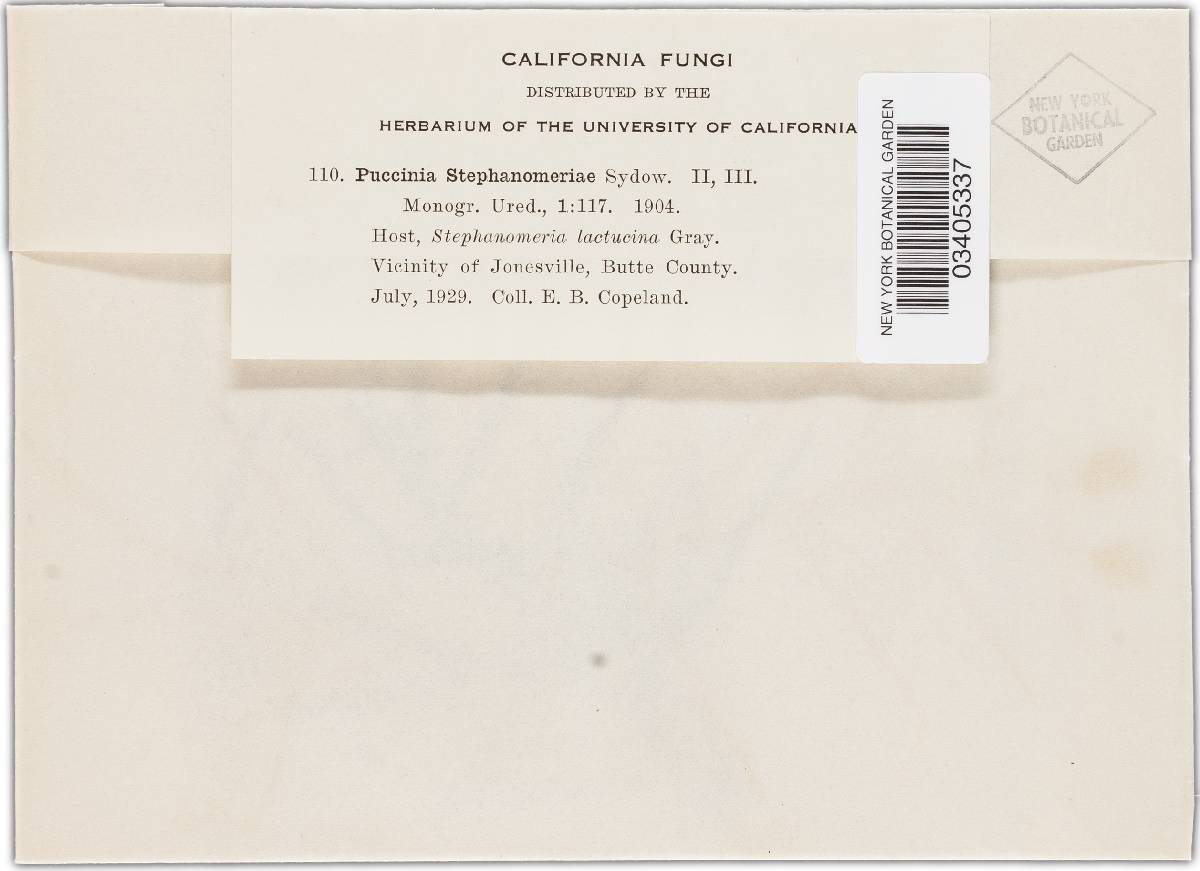 CALIFORNIA FUNGI
DISTRIBUTED BY THE
HERBARIUM OF THE UNIVERSITY OF CALIFORNIA
110. Puccinia Stephanomeriae Sydow. II, III.
Monogr. Ured., 1:117. 1904.
Host, Stephanomeria lactucina Gray.
Vicinity of Jonesville, Butte County.
July, 1929. Coll. E. B. Copeland.
NEW YORK BOTANICAL GARDEN
03405337
NEW YORK
BOTANICAL
GARDEN